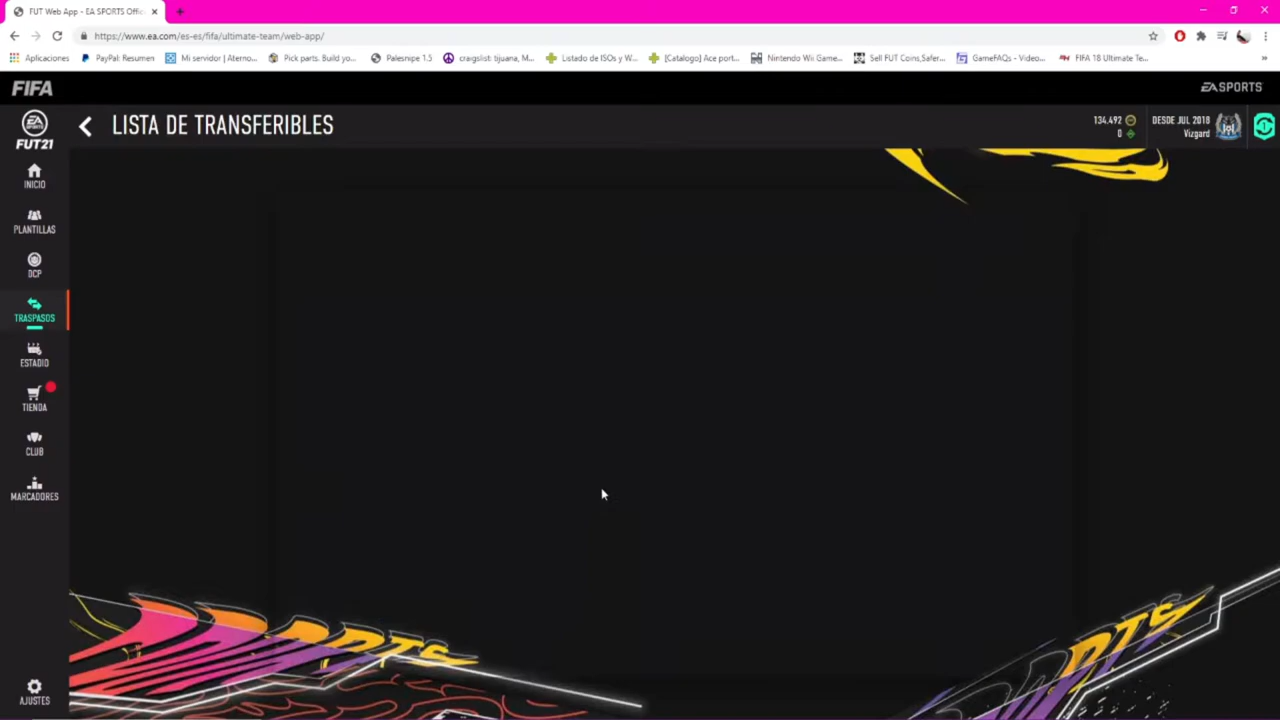 FUT Web App - EA SPORTS Offici
https://www.ea.com/es-es/fifa/ultimate-team/web-app/
Aplicaciones
PayPal: Resumen
Mi servidor | Aterno...
Pick parts. Build yo...
Palesnipe 1.5
craigslist: tijuana, M...
Listado de ISOs y W...
[Catalogo] Ace port...
Nintendo Wii Game...
Sell FUT Coins,Safer...
GameFAQs - Video...
FIFA 18 Ultimate Te...
FIFA
EA SPORTS
EA SPORTS
FUT21
LISTA DE TRANSFERIBLES
134.492
0
DESDE JUL 2018
Vizgard
INICIO
PLANTILLAS
DCP
TRASPASOS
ESTADIO
TIENDA
CLUB
MARCADORES
AJUSTES